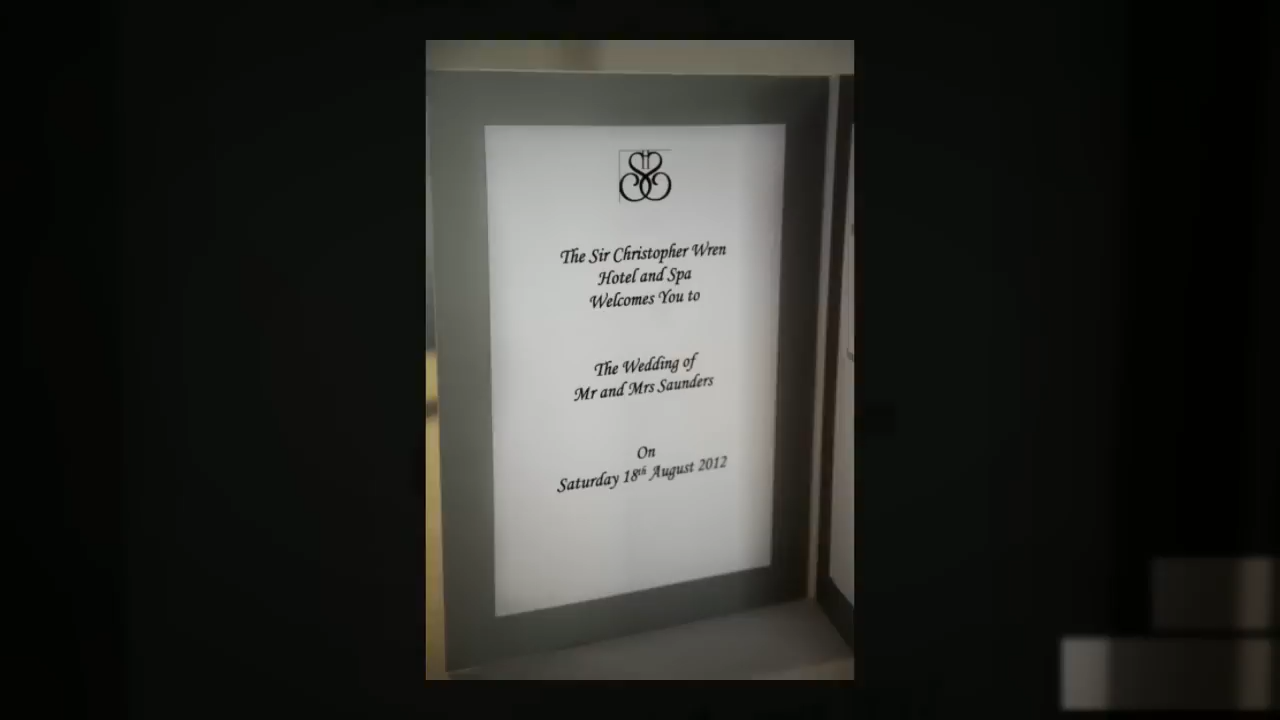 The Sir Christopher Wren
Hotel and Spa
Welcomes You to
The Wedding of
Mr and Mrs Saunders
On
Saturday 18th August 2012